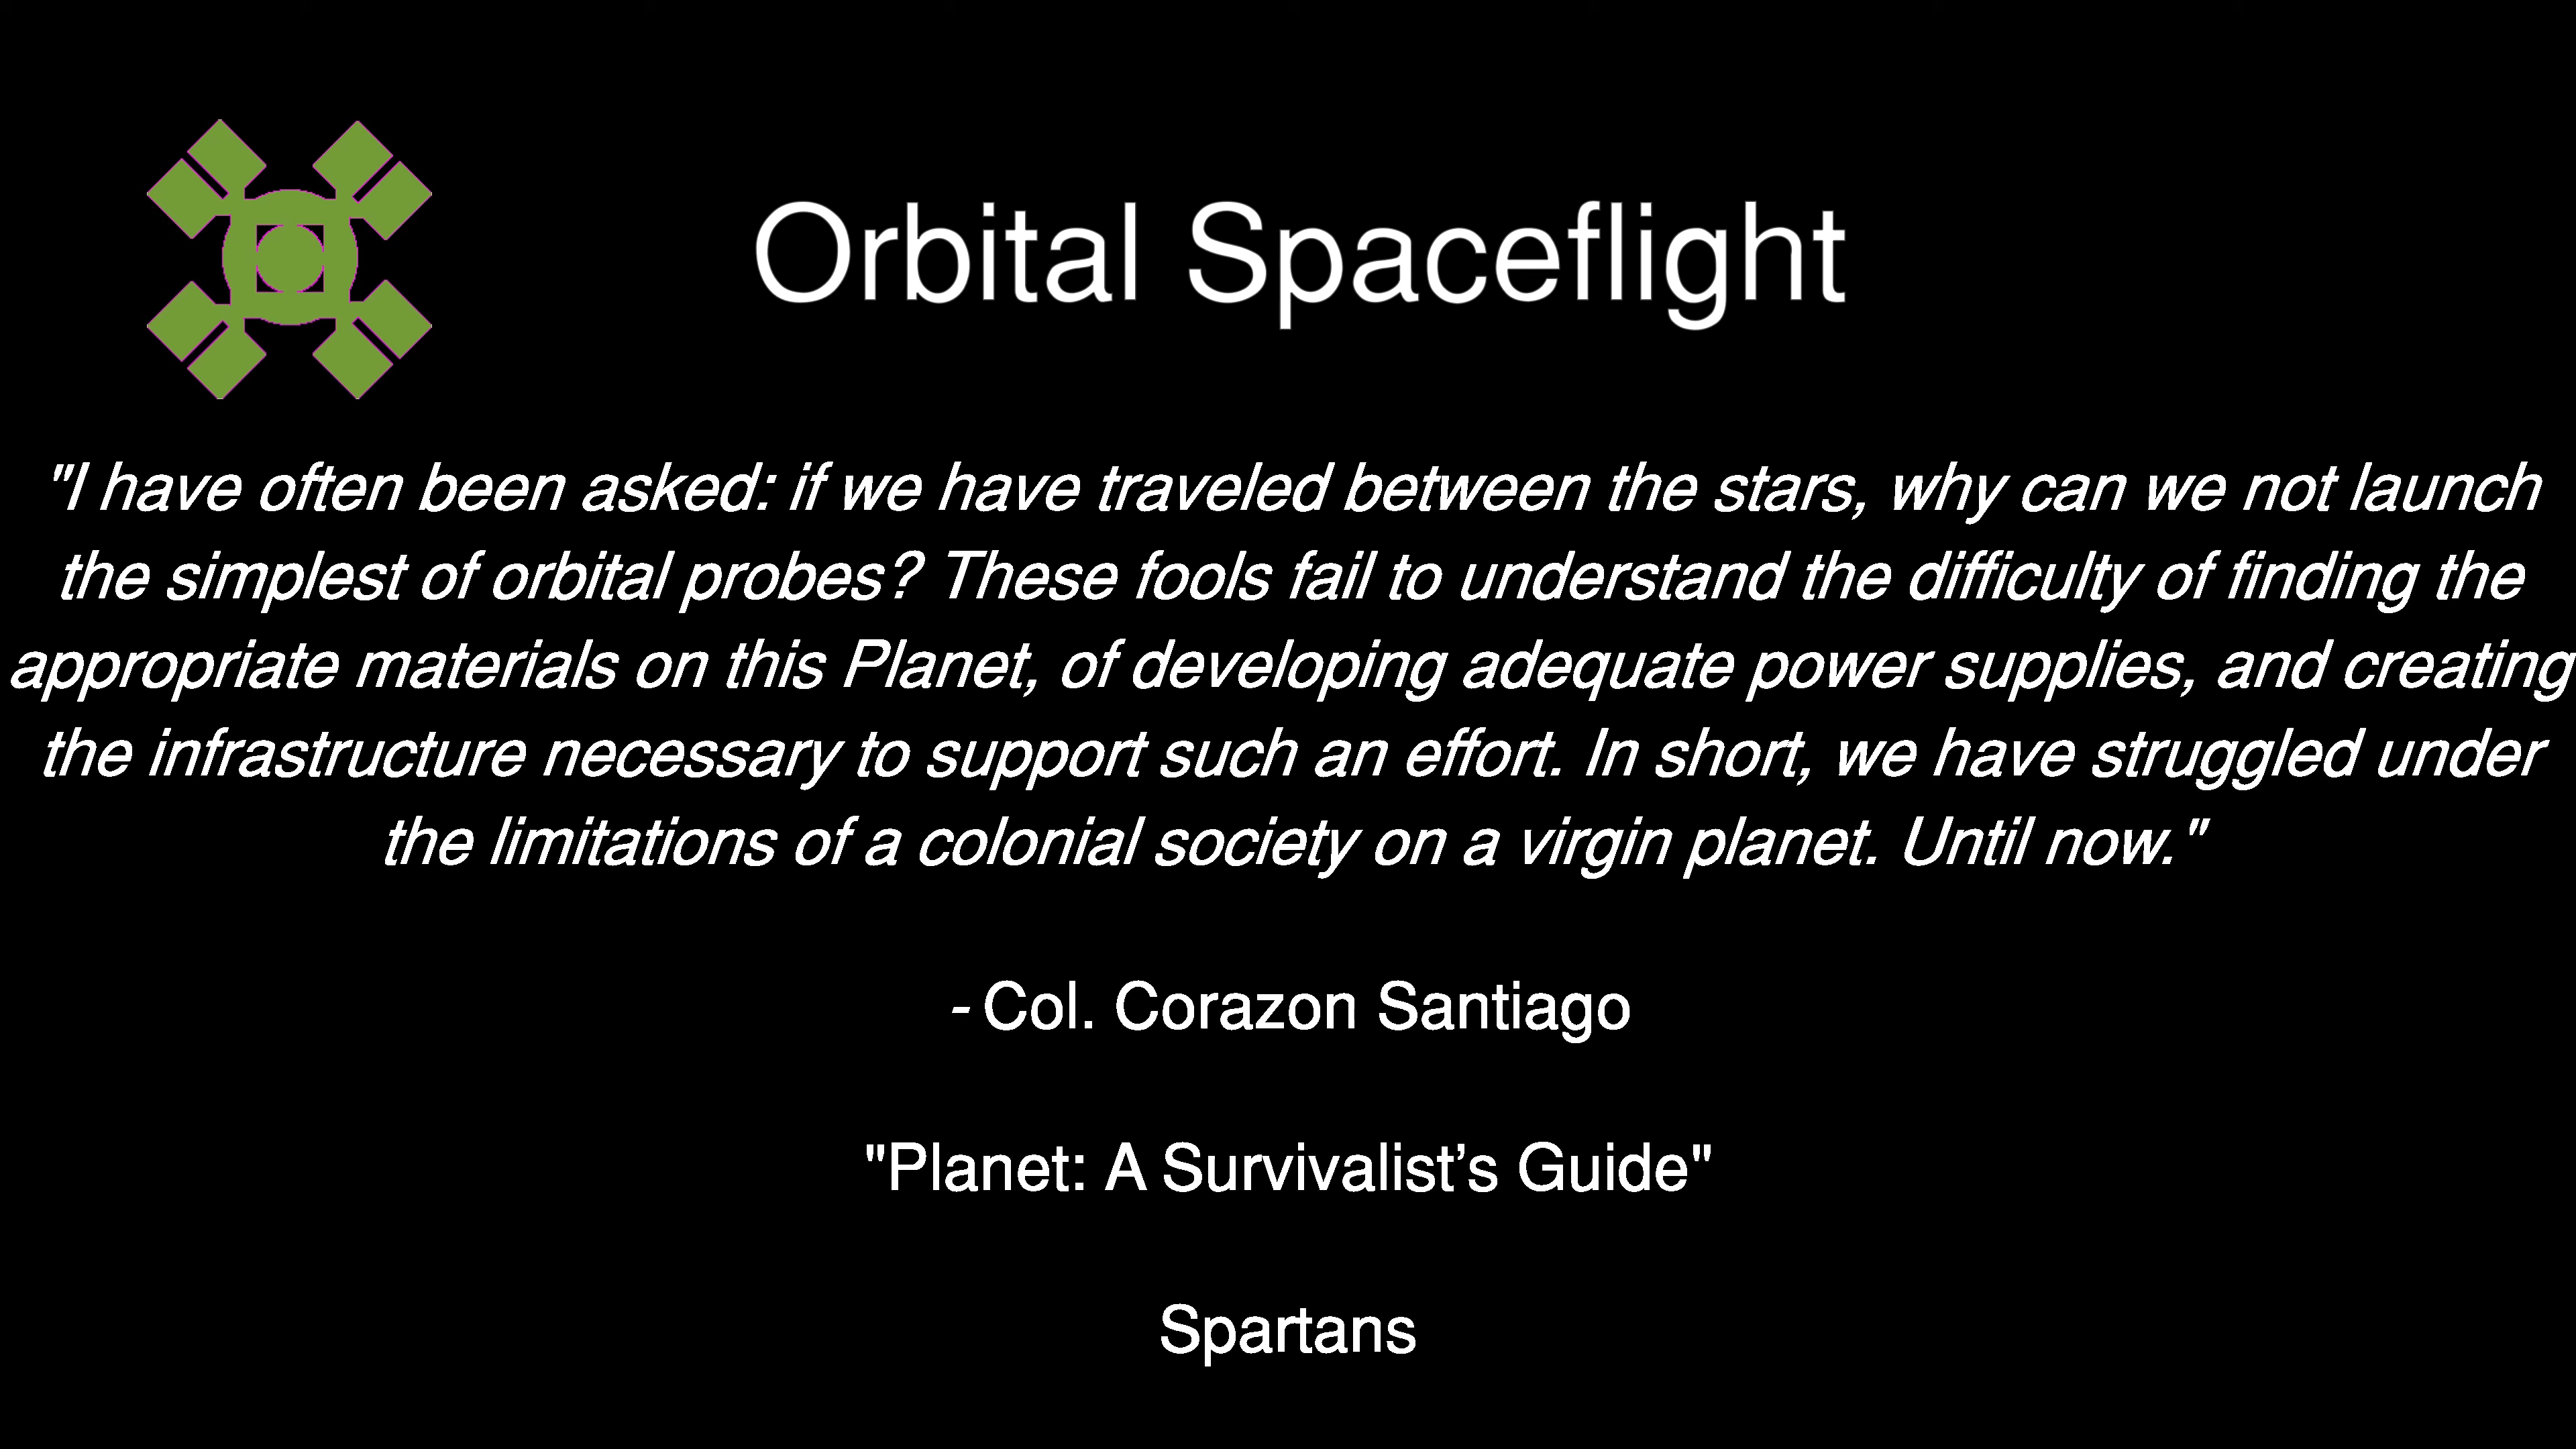 Orbital Spaceflight
"I have often been asked: if we have traveled between the stars, why can we not launch
the simplest of orbital probes? These fools fail to understand the difficulty of finding the
appropriate materials on this Planet, of developing adequate power supplies, and creating
the infrastructure necessary to support such an effort. In short, we have struggled under
the limitations of a colonial society on a virgin planet. Until now."
- Col. Corazon Santiago
"Planet: A Survivalist’s Guide"
Spartans